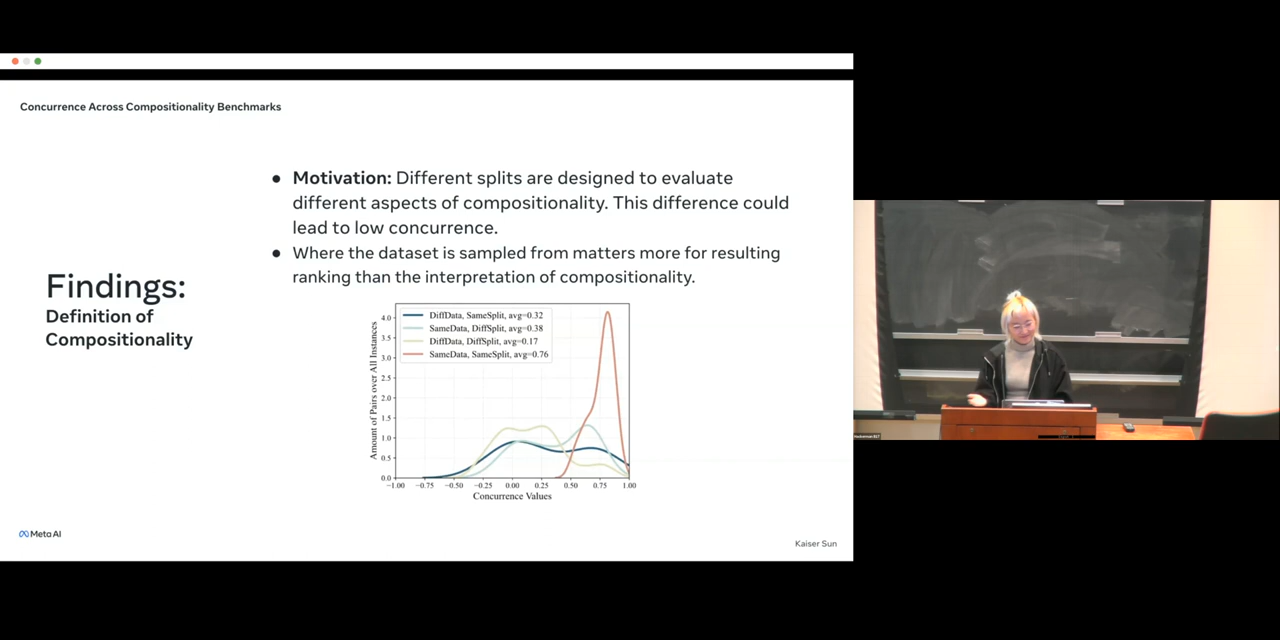 Concurrence Across Compositionality Benchmarks
● Motivation: Different splits are designed to evaluate
different aspects of compositionality. This difference could
lead to low concurrence.
● Where the dataset is sampled from matters more for resulting
ranking than the interpretation of compositionality.
Findings:
Definition of
Compositionality
DiffData, SameSplit, avg=0.32
SameData, DiffSplit, avg=0.38
DiffData, DiffSplit, avg=0.17
SameData, SameSplit, avg=0.76
Amount of Pairs over All Instances
4.0
3.5
3.0
2.5
2.0
1.5
1.0
0.5
0.0
−1.00 −0.75 −0.50 −0.25 0.00 0.25 0.50 0.75 1.00
Concurrence Values
Meta AI
Kaiser Sun